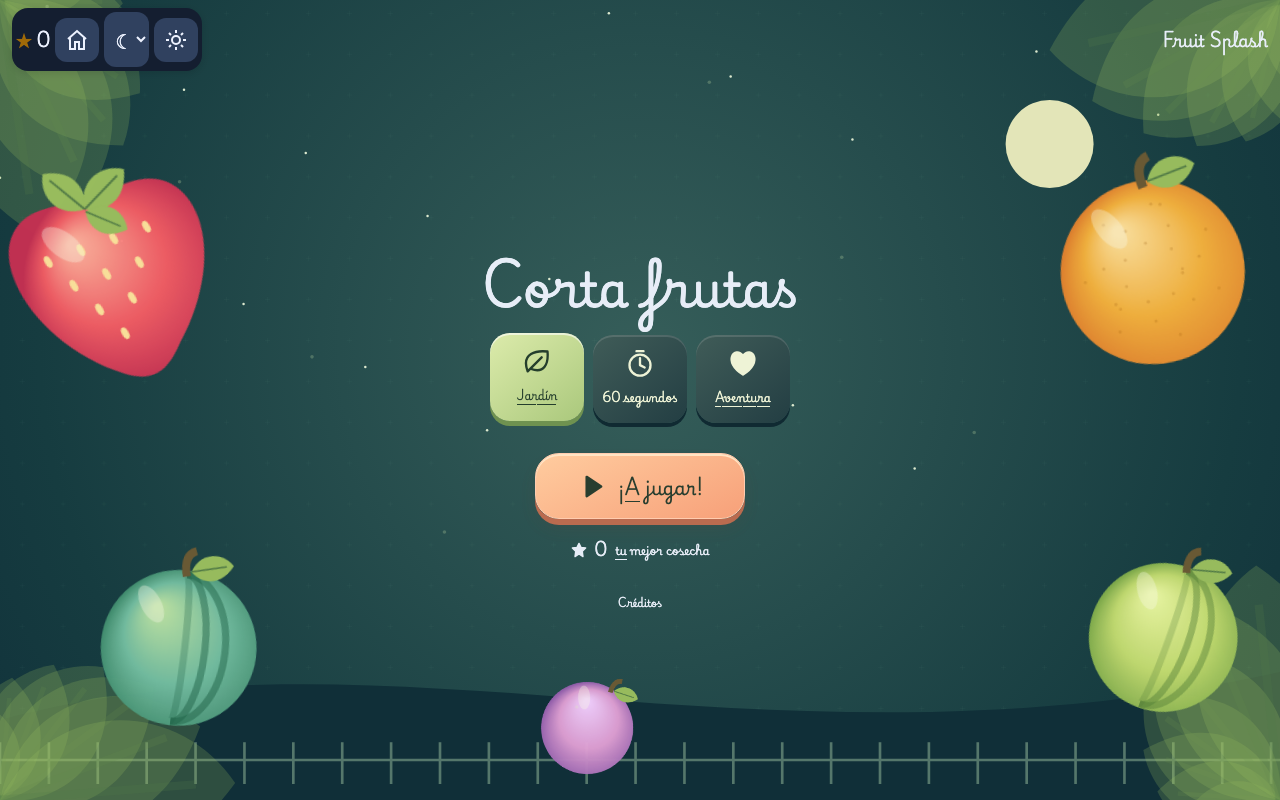 0
Fruit Splash
Corta frutas
Jardín
60 segundos
Aventura
¡A jugar!
0 tu mejor cosecha
Créditos